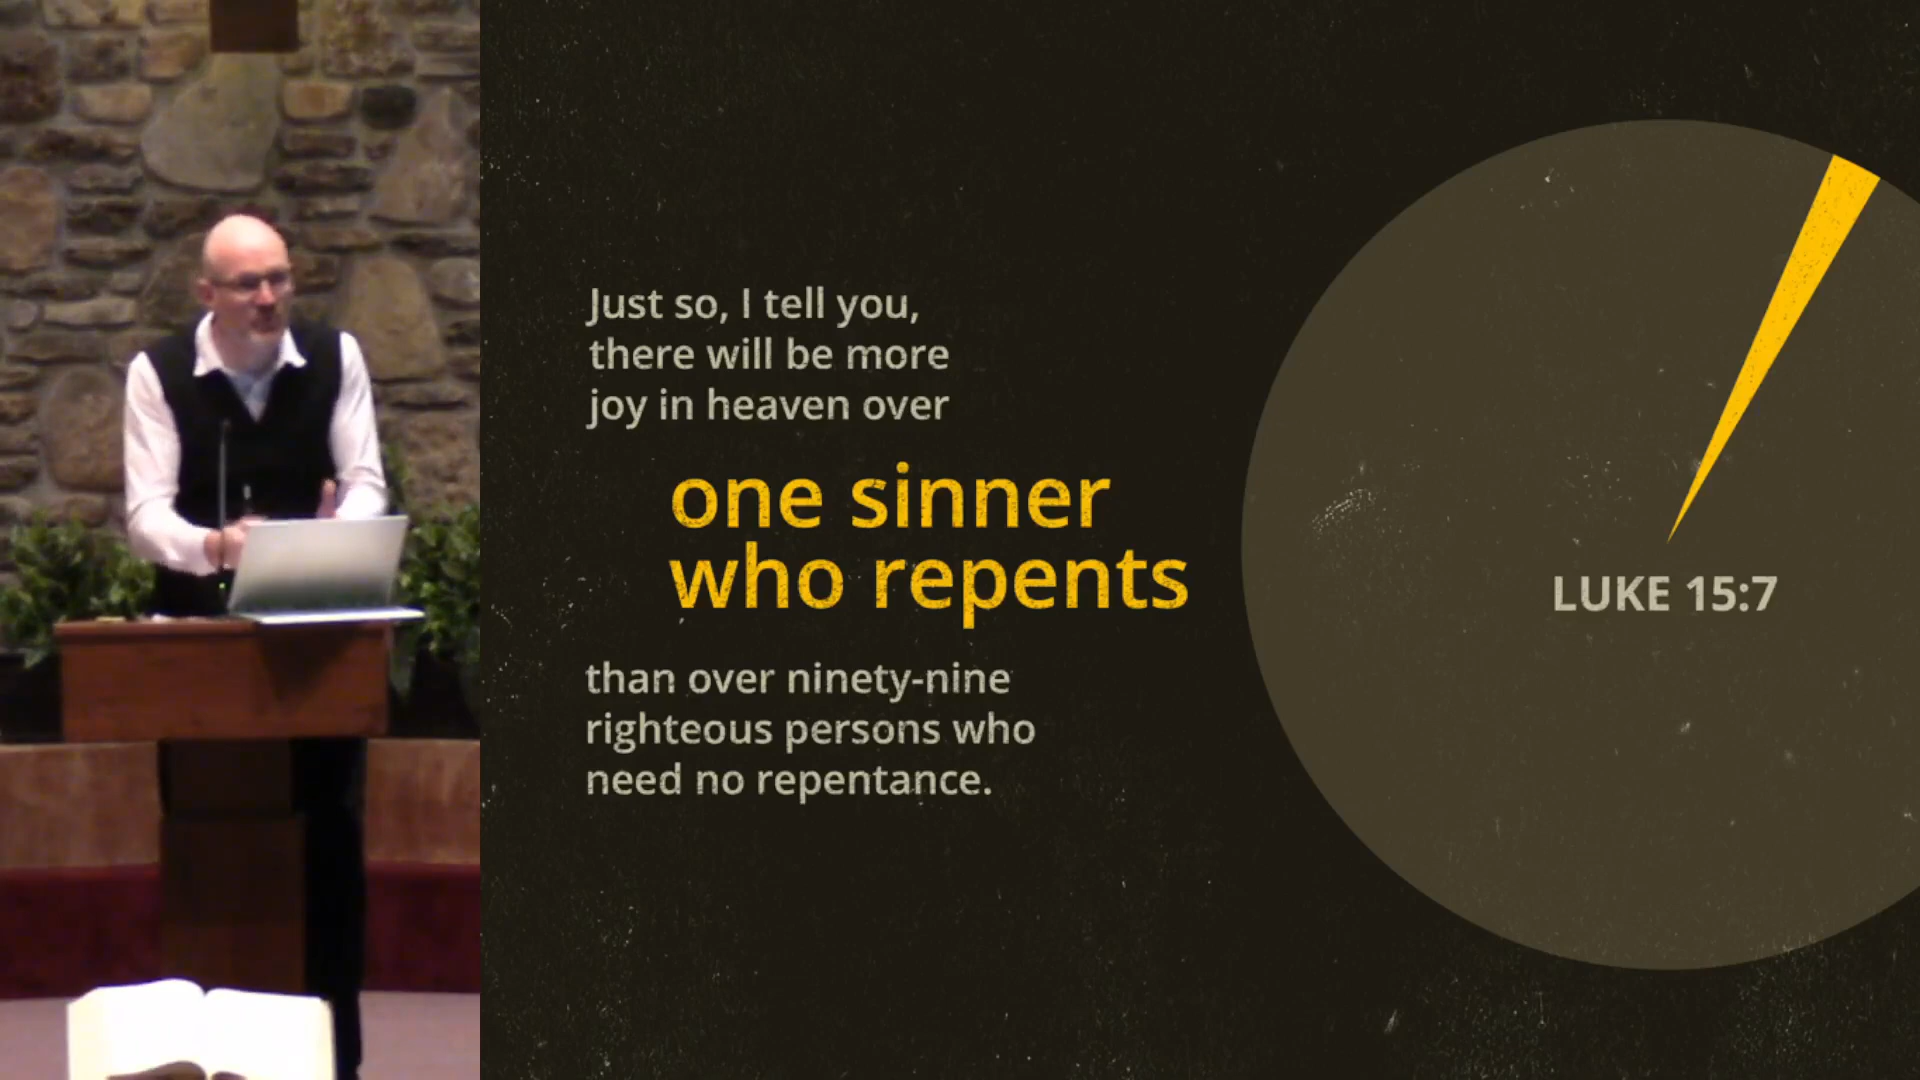 Just so, I tell you,
there will be more
joy in heaven over
one sinner
who repents
than over ninety-nine
righteous persons who
need no repentance.
LUKE 15:7